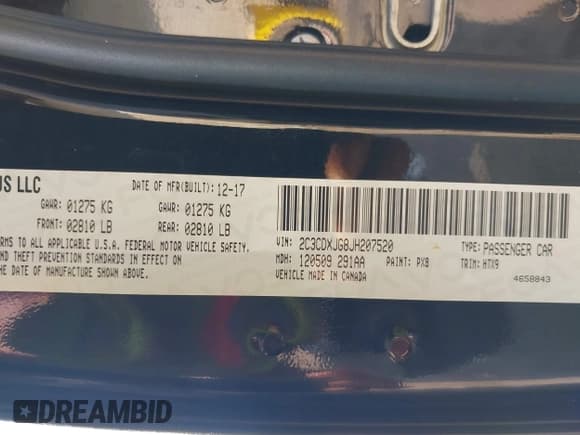 US LLC
DATE OF MFR(BUILT): 12-17
GAWR: 01275 KG GAWR: 01275 KG
FRONT: 02810 LB REAR: 02810 LB
RMS TO ALL U.S.A. FEDERAL MOTOR VEHICLE SAFETY,
ND THEFT PREVENTION STANDARDS IN EFFECT ON
E DATE OF MANUFACTURE SHOWN ABOVE.
VIN: 2C3CDXJG8JH207520 TYPE: PASSENGER CAR
MDH: 120509 291AA PAINT: PX8 TRIM: HTX9
VEHICLE MADE IN CANADA
4658843
DREAMBID